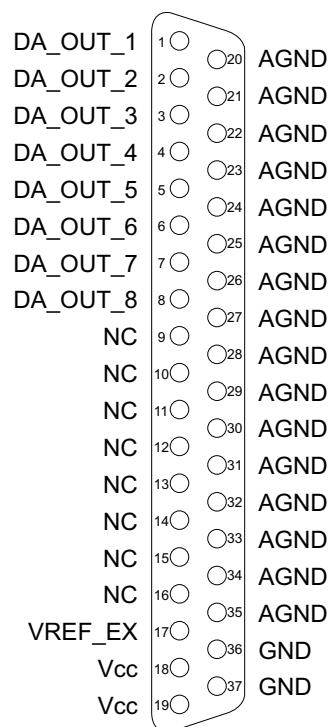 DA_OUT_1 1
20 AGND
DA_OUT_2 2
21 AGND
DA_OUT_3 3
22 AGND
DA_OUT_4 4
23 AGND
DA_OUT_5 5
24 AGND
DA_OUT_6 6
25 AGND
DA_OUT_7 7
26 AGND
DA_OUT_8 8
27 AGND
NC 9
28 AGND
NC 10
29 AGND
NC 11
30 AGND
NC 12
31 AGND
NC 13
32 AGND
NC 14
33 AGND
NC 15
34 AGND
NC 16
35 AGND
VREF_EX 17
36 GND
Vcc 18
37 GND
Vcc 19